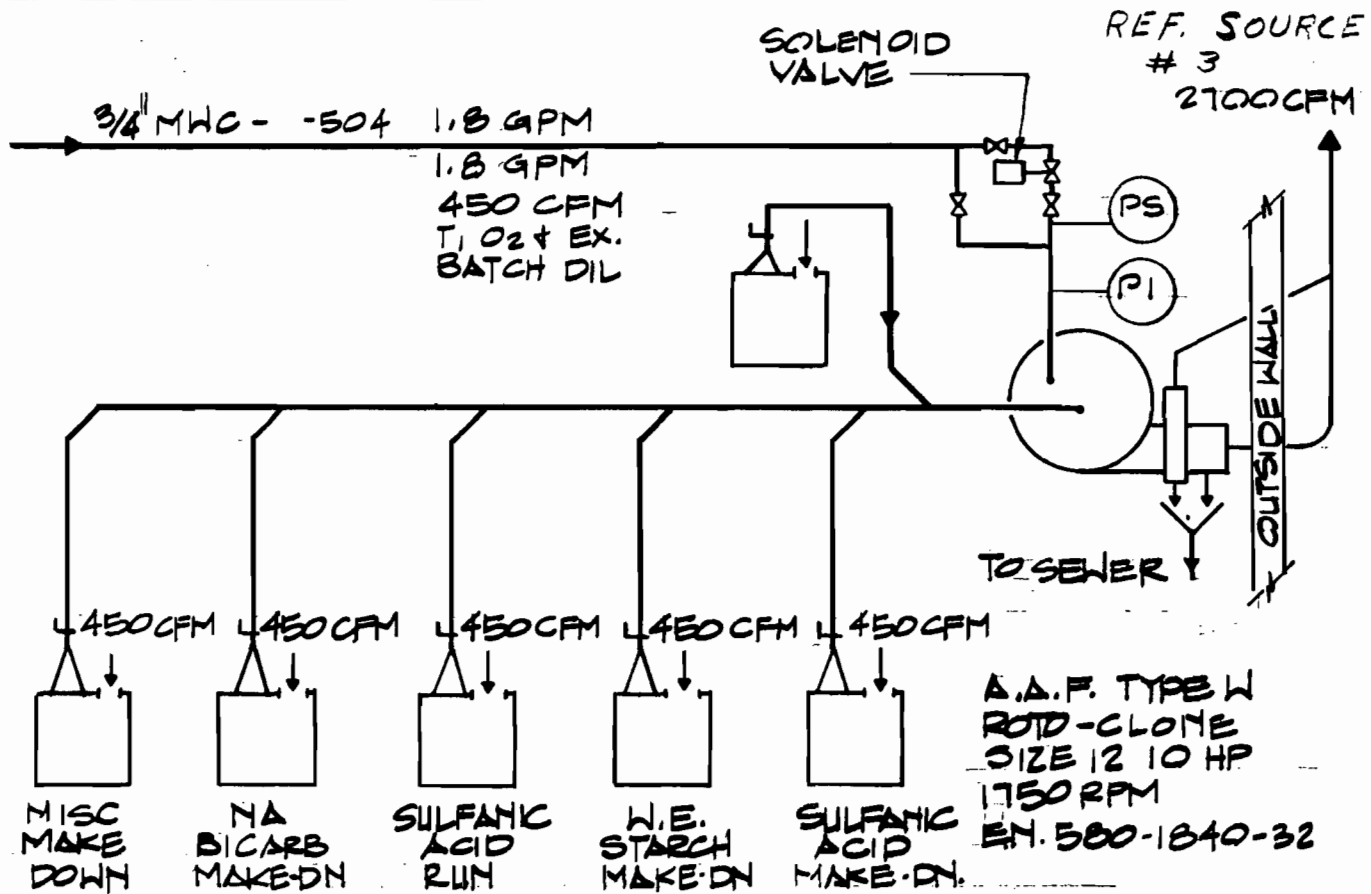 REF. SOURCE
# 3
2700 CFM
SOLENOID
VALVE
3/4" MWC - -504 1.8 GPM
1.8 GPM
450 CFM
TiO2 & EX.
BATCH DIL
PS
PI
OUTSIDE WALL
TO SEWER
450 CFM 450 CFM 450 CFM 450 CFM 450 CFM
MISC
MAKE
DOWN
NA
BICARB
MAKE-DN
SULFANIC
ACID
RUN
W.E.
STARCH
MAKE-DN
SULFANIC
ACID
MAKE-DN.
A.A.F. TYPE W
ROTO-CLONE
SIZE 12 10 HP
1750 RPM
EN. 580-1840-32